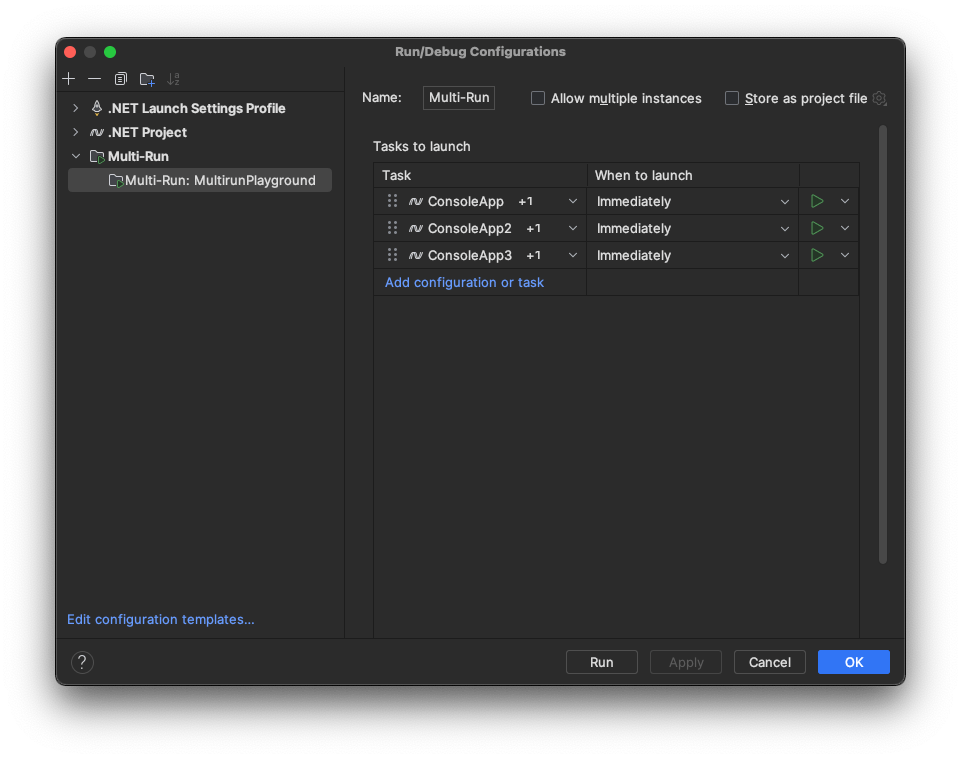 Run/Debug Configurations
.NET Launch Settings Profile
.NET Project
Multi-Run
Multi-Run: MultirunPlayground
Edit configuration templates...
Name: Multi-Run Allow multiple instances Store as project file
Tasks to launch
Task When to launch
ConsoleApp +1 Immediately
ConsoleApp2 +1 Immediately
ConsoleApp3 +1 Immediately
Add configuration or task
? Run Apply Cancel OK